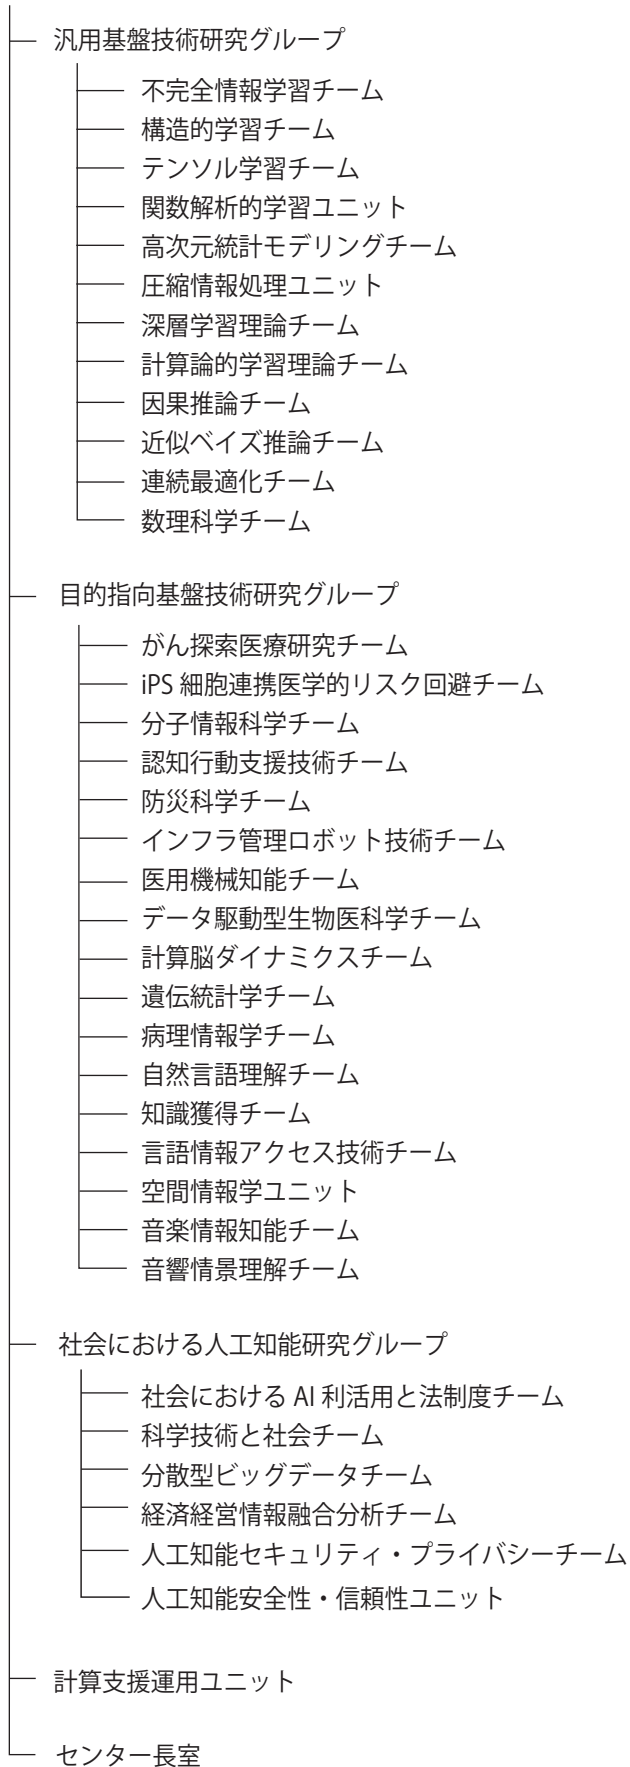 汎用基盤技術研究グループ
不完全情報学習チーム
構造的学習チーム
テンソル学習チーム
関数解析的学習ユニット
高次元統計モデリングチーム
圧縮情報処理ユニット
深層学習理論チーム
計算論的学習理論チーム
因果推論チーム
近似ベイズ推論チーム
連続最適化チーム
数理科学チーム
目的指向基盤技術研究グループ
がん探索医療研究チーム
iPS 細胞連携医学的リスク回避チーム
分子情報科学チーム
認知行動支援技術チーム
防災科学チーム
インフラ管理ロボット技術チーム
医用機械知能チーム
データ駆動型生物医科学チーム
計算脳ダイナミクスチーム
遺伝統計学チーム
病理情報学チーム
自然言語理解チーム
知識獲得チーム
言語情報アクセス技術チーム
空間情報学ユニット
音楽情報知能チーム
音響情景理解チーム
社会における人工知能研究グループ
社会における AI 利活用と法制度チーム
科学技術と社会チーム
分散型ビッグデータチーム
経済経営情報融合分析チーム
人工知能セキュリティ・プライバシーチーム
人工知能安全性・信頼性ユニット
計算支援運用ユニット
センター長室